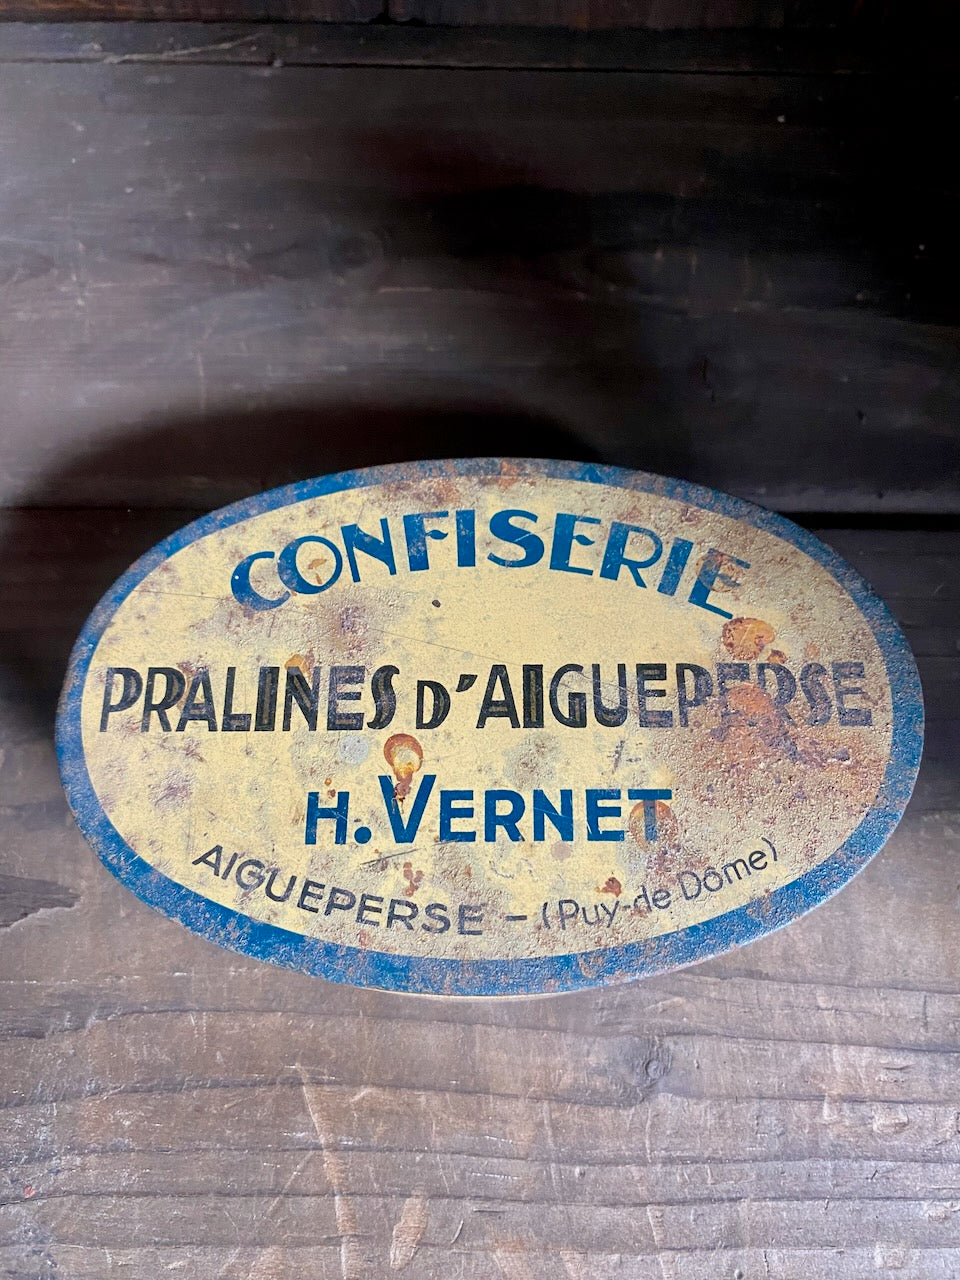 CONFISERIE
PRALINES D'AIGUEPERSE
H. VERNET
AIGUEPERSE - (Puy-de Dôme)